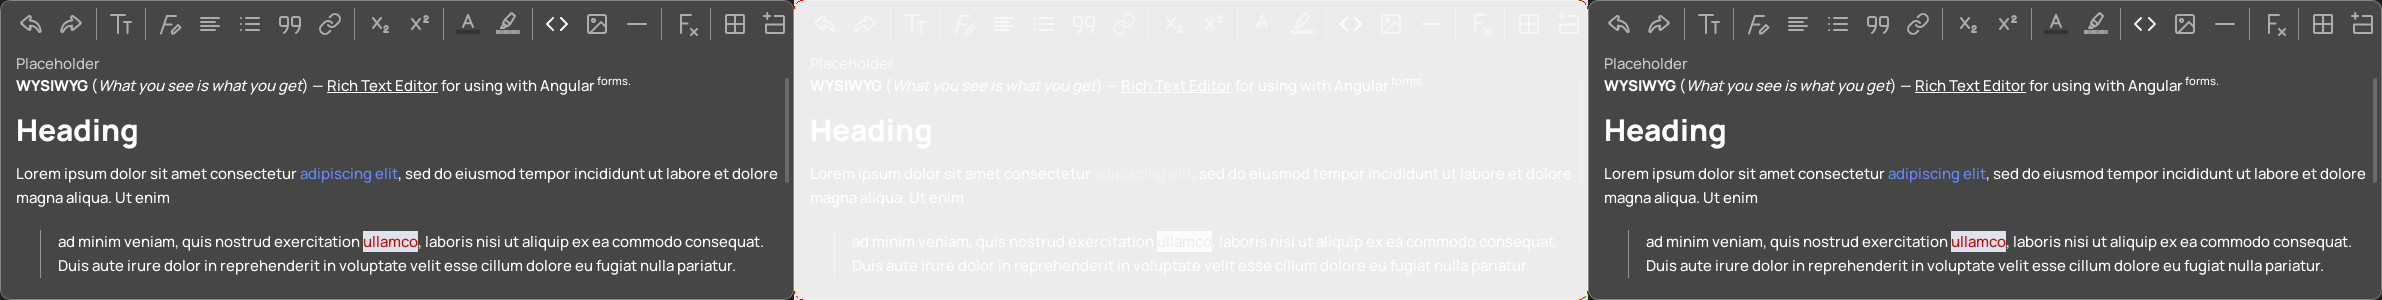 Placeholder
WYSIWYG (What you see is what you get) — Rich Text Editor for using with Angular forms.
Heading
Lorem ipsum dolor sit amet consectetur adipiscing elit, sed do eiusmod tempor incididunt ut labore et dolore
magna aliqua. Ut enim
ad minim veniam, quis nostrud exercitation ullamco, laboris nisi ut aliquip ex ea commodo consequat.
Duis aute irure dolor in reprehenderit in voluptate velit esse cillum dolore eu fugiat nulla pariatur.
Placeholder
WYSIWYG (What you see is what you get) — Rich Text Editor for using with Angular forms.
Heading
Lorem ipsum dolor sit amet consectetur adipiscing elit, sed do eiusmod tempor incididunt ut labore et dolore
magna aliqua. Ut enim
ad minim veniam, quis nostrud exercitation ullamco, laboris nisi ut aliquip ex ea commodo consequat.
Duis aute irure dolor in reprehenderit in voluptate velit esse cillum dolore eu fugiat nulla pariatur.
Placeholder
WYSIWYG (What you see is what you get) — Rich Text Editor for using with Angular forms.
Heading
Lorem ipsum dolor sit amet consectetur adipiscing elit, sed do eiusmod tempor incididunt ut labore et dolore
magna aliqua. Ut enim
ad minim veniam, quis nostrud exercitation ullamco, laboris nisi ut aliquip ex ea commodo consequat.
Duis aute irure dolor in reprehenderit in voluptate velit esse cillum dolore eu fugiat nulla pariatur.